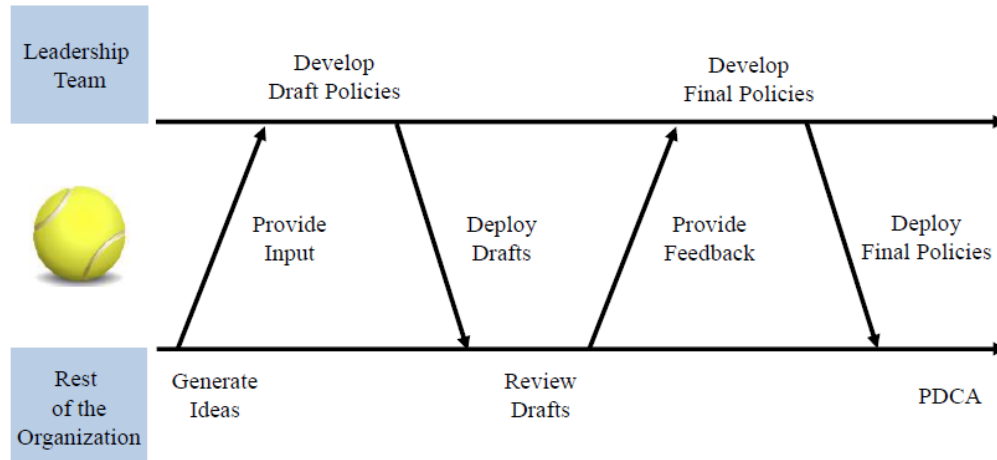 Leadership
Team
Develop
Draft Policies
Develop
Final Policies
Provide
Input
Deploy
Drafts
Provide
Feedback
Deploy
Final Policies
Rest
of the
Organization
Generate
Ideas
Review
Drafts
PDCA